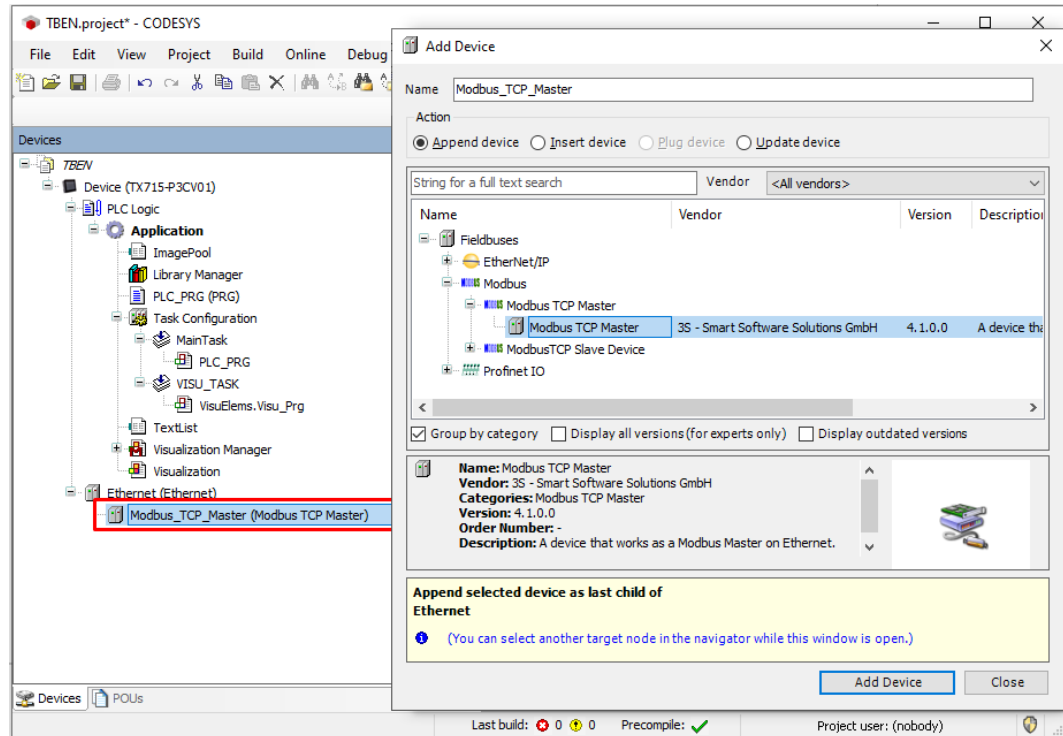 TBEN.project* - CODESYS
File Edit View Project Build Online Debug
Devices
TBEN
Device (TX715-P3CV01)
PLC Logic
Application
ImagePool
Library Manager
PLC_PRG (PRG)
Task Configuration
MainTask
PLC_PRG
VISU_TASK
VisuElems.Visu_Prg
TextList
Visualization Manager
Visualization
Ethernet (Ethernet)
Modbus_TCP_Master (Modbus TCP Master)
Devices POUs
Add Device
Name Modbus_TCP_Master
Action
Append device Insert device Plug device Update device
String for a full text search Vendor <All vendors>
Name Vendor Version Description
Fieldbuses
EtherNet/IP
Modbus
Modbus TCP Master
Modbus TCP Master 3S - Smart Software Solutions GmbH 4.1.0.0 A device tha
ModbusTCP Slave Device
Profinet IO
Group by category Display all versions (for experts only) Display outdated versions
Name: Modbus TCP Master
Vendor: 3S - Smart Software Solutions GmbH
Categories: Modbus TCP Master
Version: 4.1.0.0
Order Number: -
Description: A device that works as a Modbus Master on Ethernet.
Append selected device as last child of
Ethernet
(You can select another target node in the navigator while this window is open.)
Add Device Close
Last build: 0 0 Precompile: Project user: (nobody)